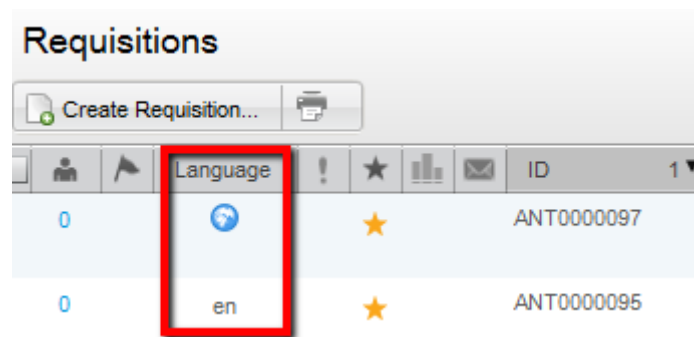 Requisitions
Create Requisition...
Language ! ID 1
0 ANT0000097
0 en ANT0000095